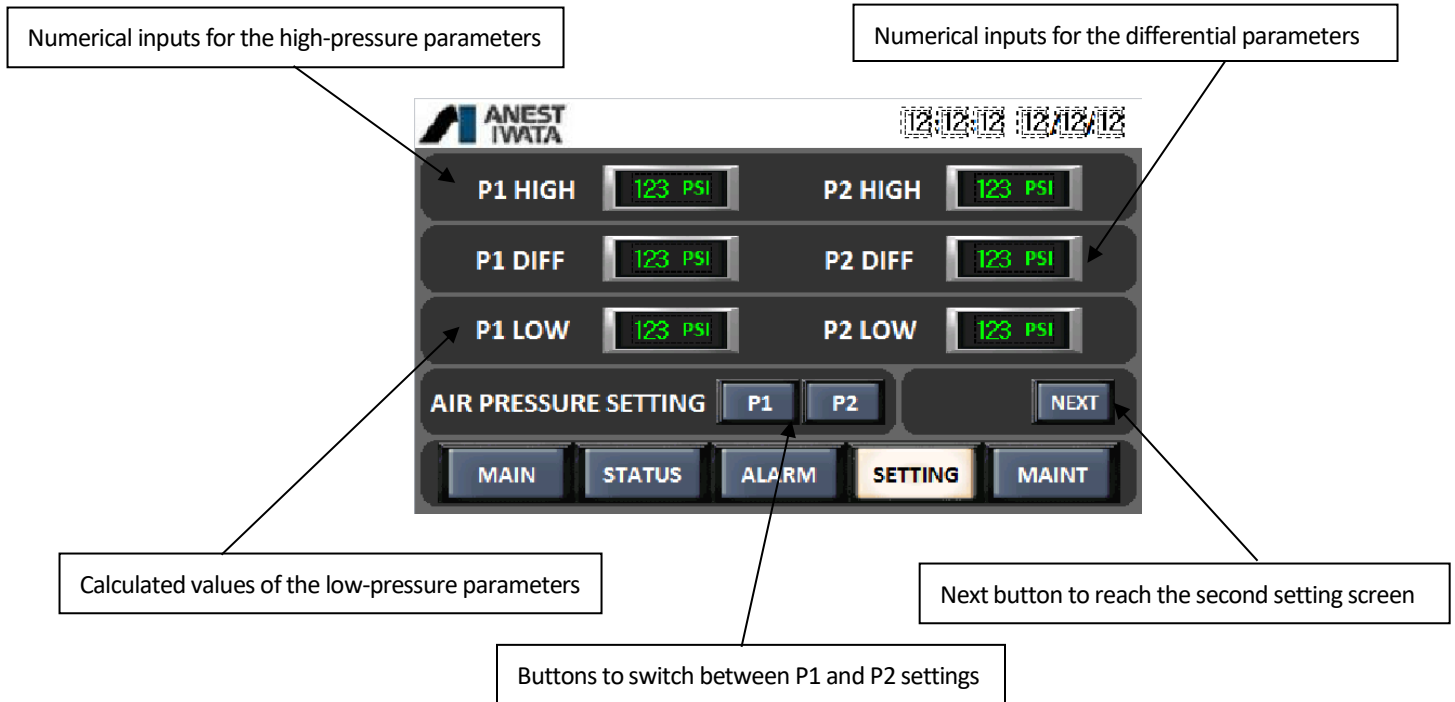 Numerical inputs for the high-pressure parameters
Numerical inputs for the differential parameters
ANEST
IWATA
12:12:12 12/12/12
P1 HIGH 123 PSI P2 HIGH 123 PSI
P1 DIFF 123 PSI P2 DIFF 123 PSI
P1 LOW 123 PSI P2 LOW 123 PSI
AIR PRESSURE SETTING P1 P2 NEXT
MAIN STATUS ALARM SETTING MAINT
Calculated values of the low-pressure parameters
Next button to reach the second setting screen
Buttons to switch between P1 and P2 settings